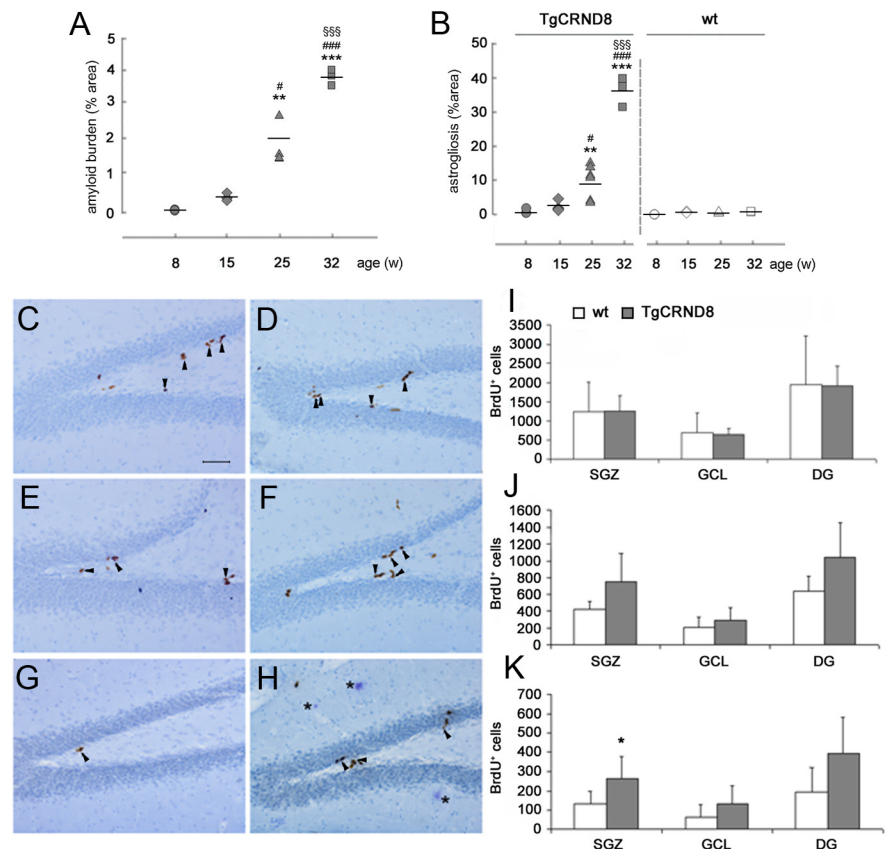 A
amyloid burden (% area)
5
4
3
2
1
0
#
**
§§§
###
***
8 15 25 32 age (w)
B
TgCRND8 wt
astrogliosis (%area)
50
40
30
20
10
0
#
**
§§§
###
***
8 15 25 32 8 15 25 32 age (w)
C
D
E
F
G
H
*
*
*
I
wt TgCRND8
BrdU+ cells
3500
3000
2500
2000
1500
1000
500
0
SGZ GCL DG
J
BrdU+ cells
1600
1400
1200
1000
800
600
400
200
0
SGZ GCL DG
K
BrdU+ cells
700
600
500
400
300
200
100
0
*
SGZ GCL DG